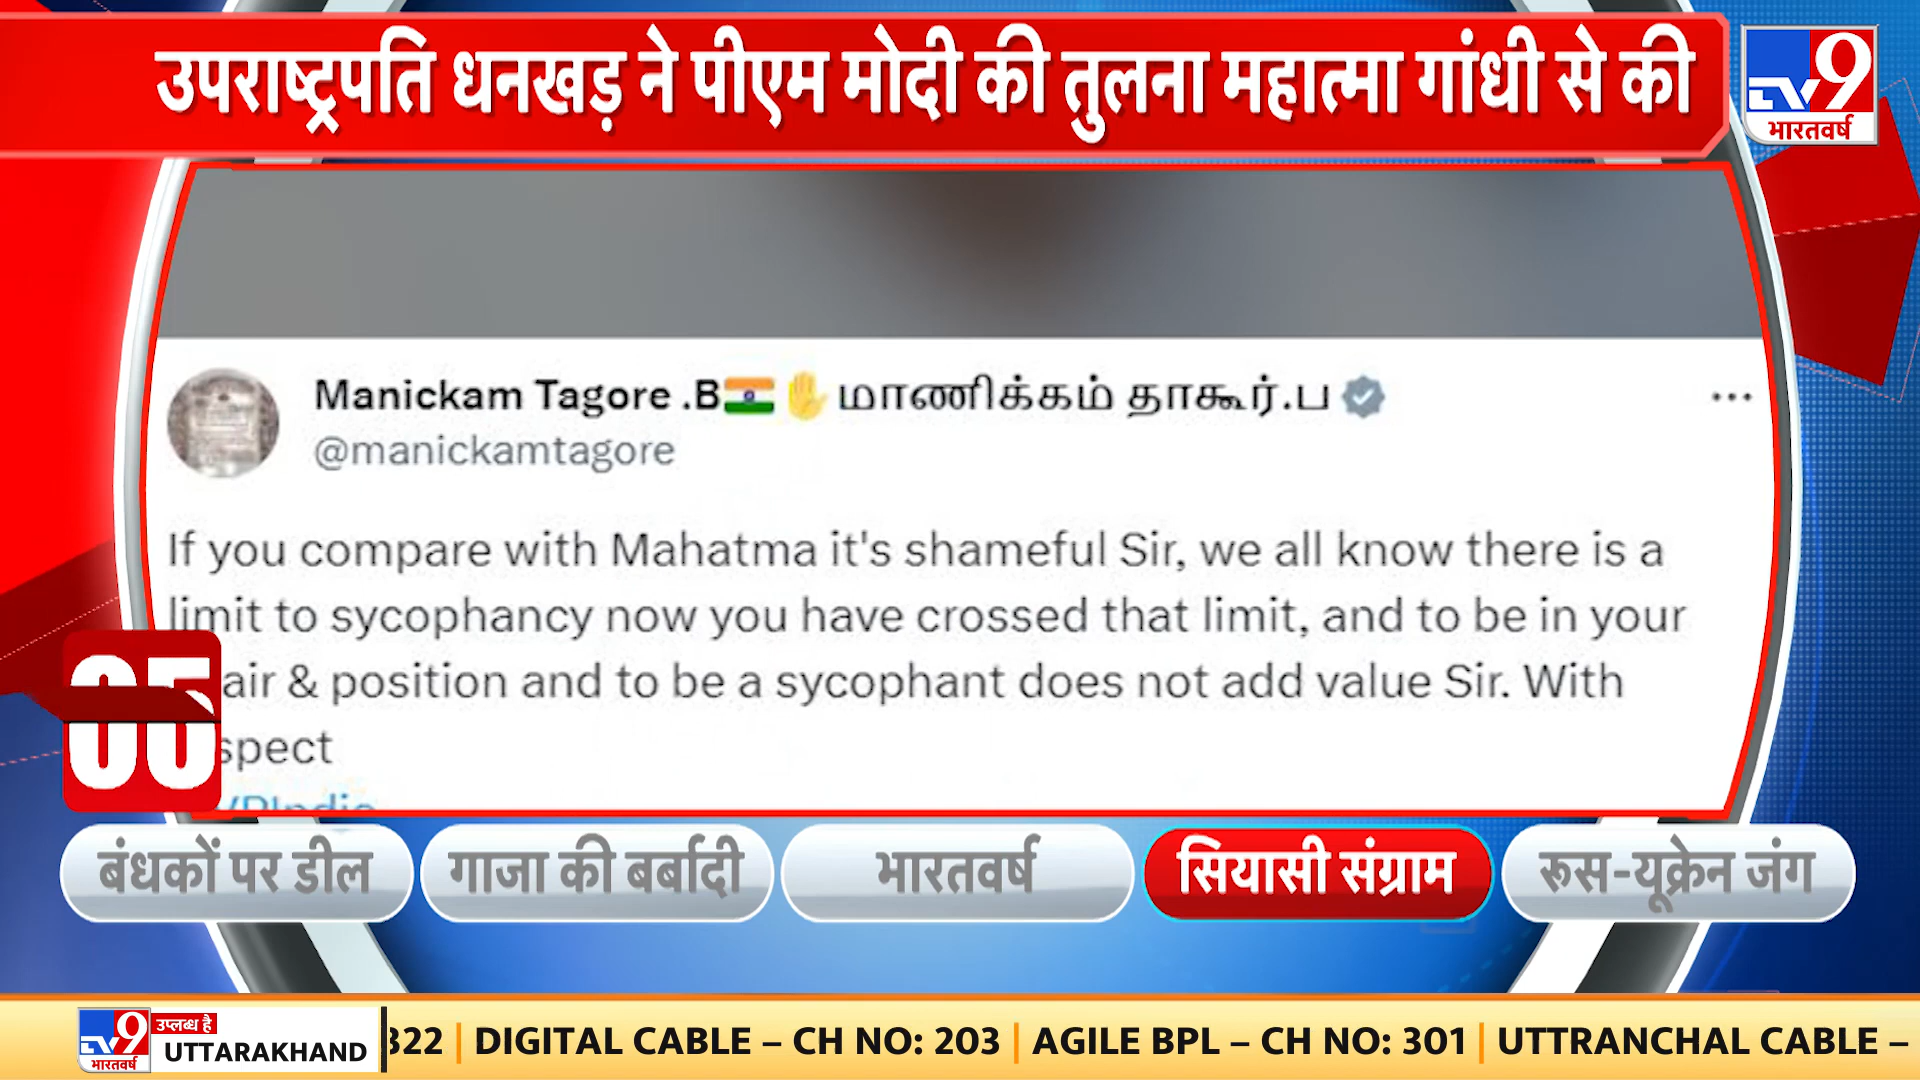 उपराष्ट्रपति धनखड़ ने पीएम मोदी की तुलना महात्मा गांधी से की
TV9
भारतवर्ष
Manickam Tagore .B🇮🇳✋மாணிக்கம் தாகூர்.ப
@manickamtagore
If you compare with Mahatma it's shameful Sir, we all know there is a
limit to sycophancy now you have crossed that limit, and to be in your
air & position and to be a sycophant does not add value Sir. With
spect
बंधकों पर डील
गाजा की बर्बादी
भारतवर्ष
सियासी संग्राम
रूस-यूक्रेन जंग
TV9
भारतवर्ष
उपलब्ध है
UTTARAKHAND
322 | DIGITAL CABLE – CH NO: 203 | AGILE BPL – CH NO: 301 | UTTRANCHAL CABLE –